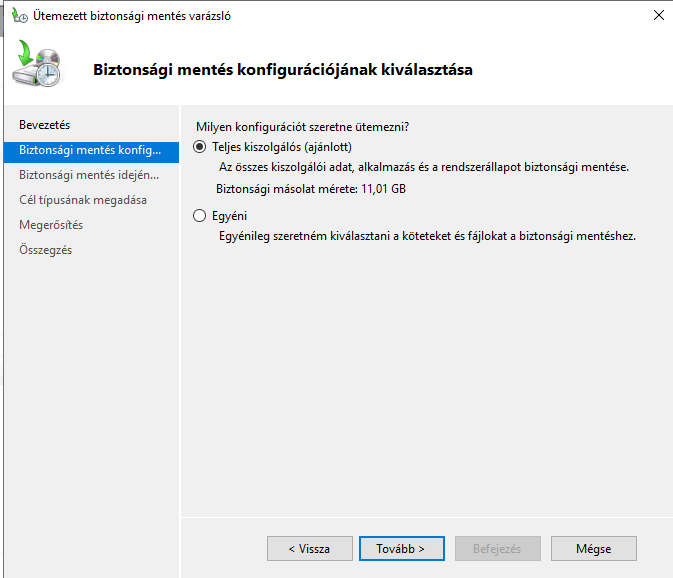 Ütemezett biztonsági mentés varázsló
Biztonsági mentés konfigurációjának kiválasztása
Bevezetés
Biztonsági mentés konfig...
Biztonsági mentés idején...
Cél típusának megadása
Megerősítés
Összegzés
Milyen konfigurációt szeretne ütemezni?
Teljes kiszolgálós (ajánlott)
Az összes kiszolgálói adat, alkalmazás és a rendszerállapot biztonsági mentése.
Biztonsági másolat mérete: 11,01 GB
Egyéni
Egyénileg szeretném kiválasztani a köteteket és fájlokat a biztonsági mentéshez.
< Vissza
Tovább >
Befejezés
Mégse